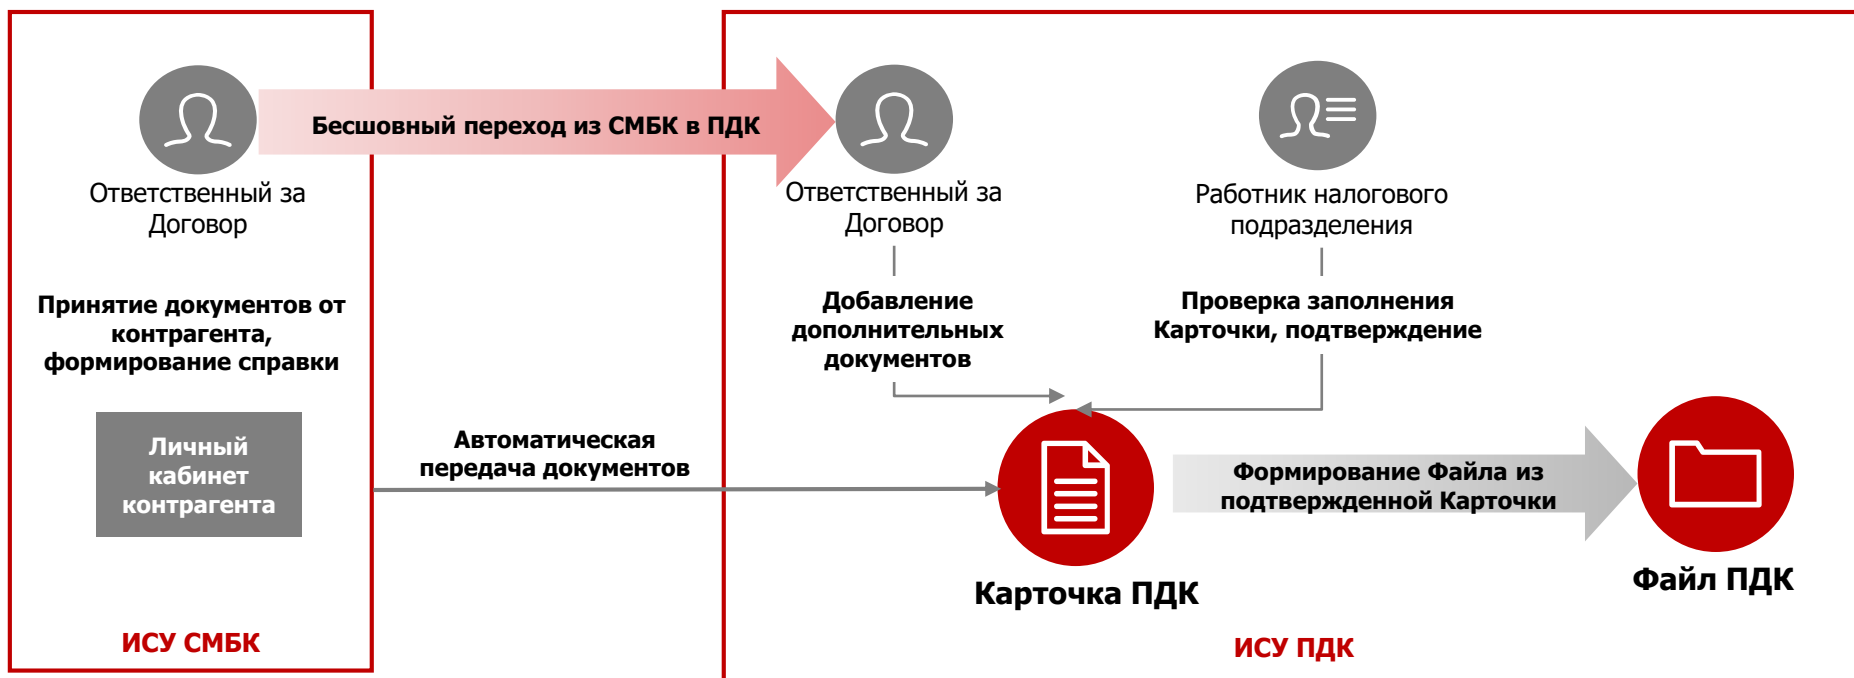 Бесшовный переход из СМБК в ПДК
Ответственный за
Договор
Ответственный за
Договор
Работник налогового
подразделения
Принятие документов от
контрагента,
формирование справки
Добавление
дополнительных
документов
Проверка заполнения
Карточки, подтверждение
Личный
кабинет
контрагента
Автоматическая
передача документов
Формирование Файла из
подтвержденной Карточки
Карточка ПДК
Файл ПДК
ИСУ СМБК
ИСУ ПДК